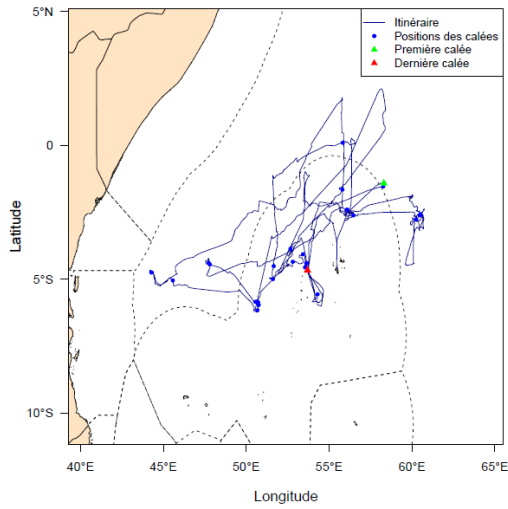 5°N
0
5°S
10°S
Latitude
Itinéraire
Positions des calées
Première calée
Dernière calée
40°E 45°E 50°E 55°E 60°E 65°E
Longitude